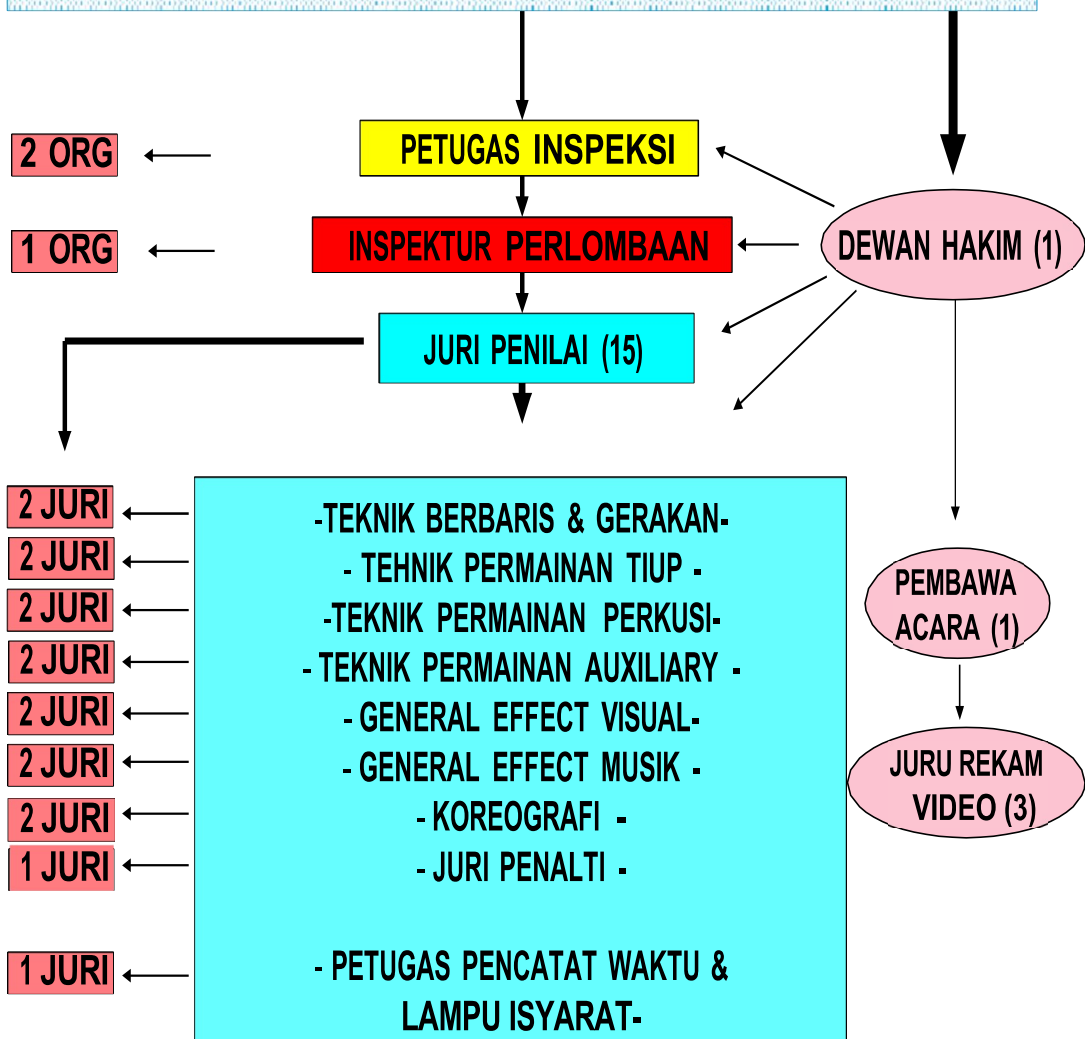 2 ORG
PETUGAS INSPEKSI
1 ORG
INSPEKTUR PERLOMBAAN
DEWAN HAKIM (1)
JURI PENILAI (15)
2 JURI
-TEKNIK BERBARIS & GERAKAN-
2 JURI
- TEHNIK PERMAINAN TIUP -
2 JURI
-TEKNIK PERMAINAN PERKUSI-
2 JURI
- TEKNIK PERMAINAN AUXILIARY -
2 JURI
- GENERAL EFFECT VISUAL-
2 JURI
- GENERAL EFFECT MUSIK -
2 JURI
- KOREOGRAFI -
1 JURI
- JURI PENALTI -
1 JURI
- PETUGAS PENCATAT WAKTU &
LAMPU ISYARAT-
PEMBAWA
ACARA (1)
JURU REKAM
VIDEO (3)